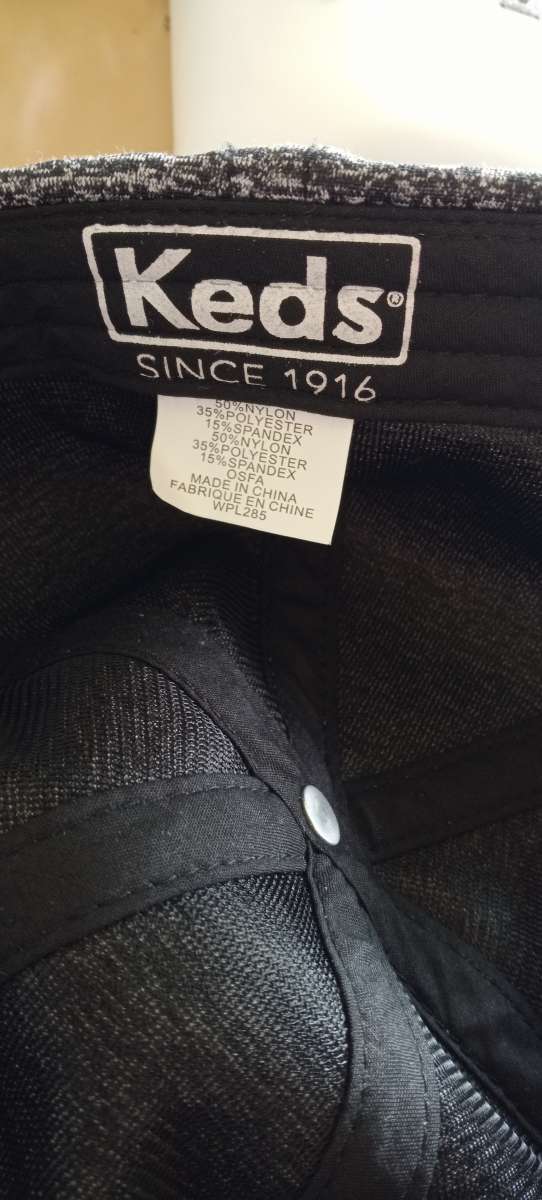 Keds®
SINCE 1916
50%NYLON
35%POLYESTER
15%SPANDEX
50%NYLON
35%POLYESTER
15%SPANDEX
OSFA
MADE IN CHINA
FABRIQUE EN CHINE
WPL285